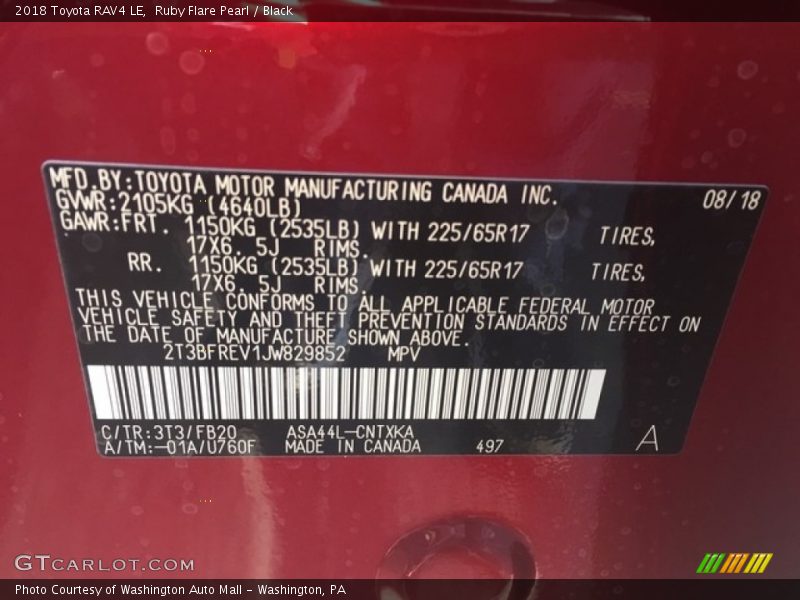 2018 Toyota RAV4 LE,  Ruby Flare Pearl / Black
MFD.BY:TOYOTA MOTOR MANUFACTURING CANADA INC. 08/18
GVWR:2105KG (4640LB)
GAWR:FRT. 1150KG (2535LB) WITH 225/65R17 TIRES,
17X6. 5J RIMS.
RR. 1150KG (2535LB) WITH 225/65R17 TIRES,
17X6. 5J RIMS.
THIS VEHICLE CONFORMS TO ALL APPLICABLE FEDERAL MOTOR
VEHICLE SAFETY AND THEFT PREVENTION STANDARDS IN EFFECT ON
THE DATE OF MANUFACTURE SHOWN ABOVE.
2T3BFREV1JW829852 MPV
C/TR:3T3/FB20 ASA44L-CNTXKA
A/TM:-01A/U760F MADE IN CANADA 497 A
GTCARLOT.COM
Photo Courtesy of Washington Auto Mall - Washington, PA